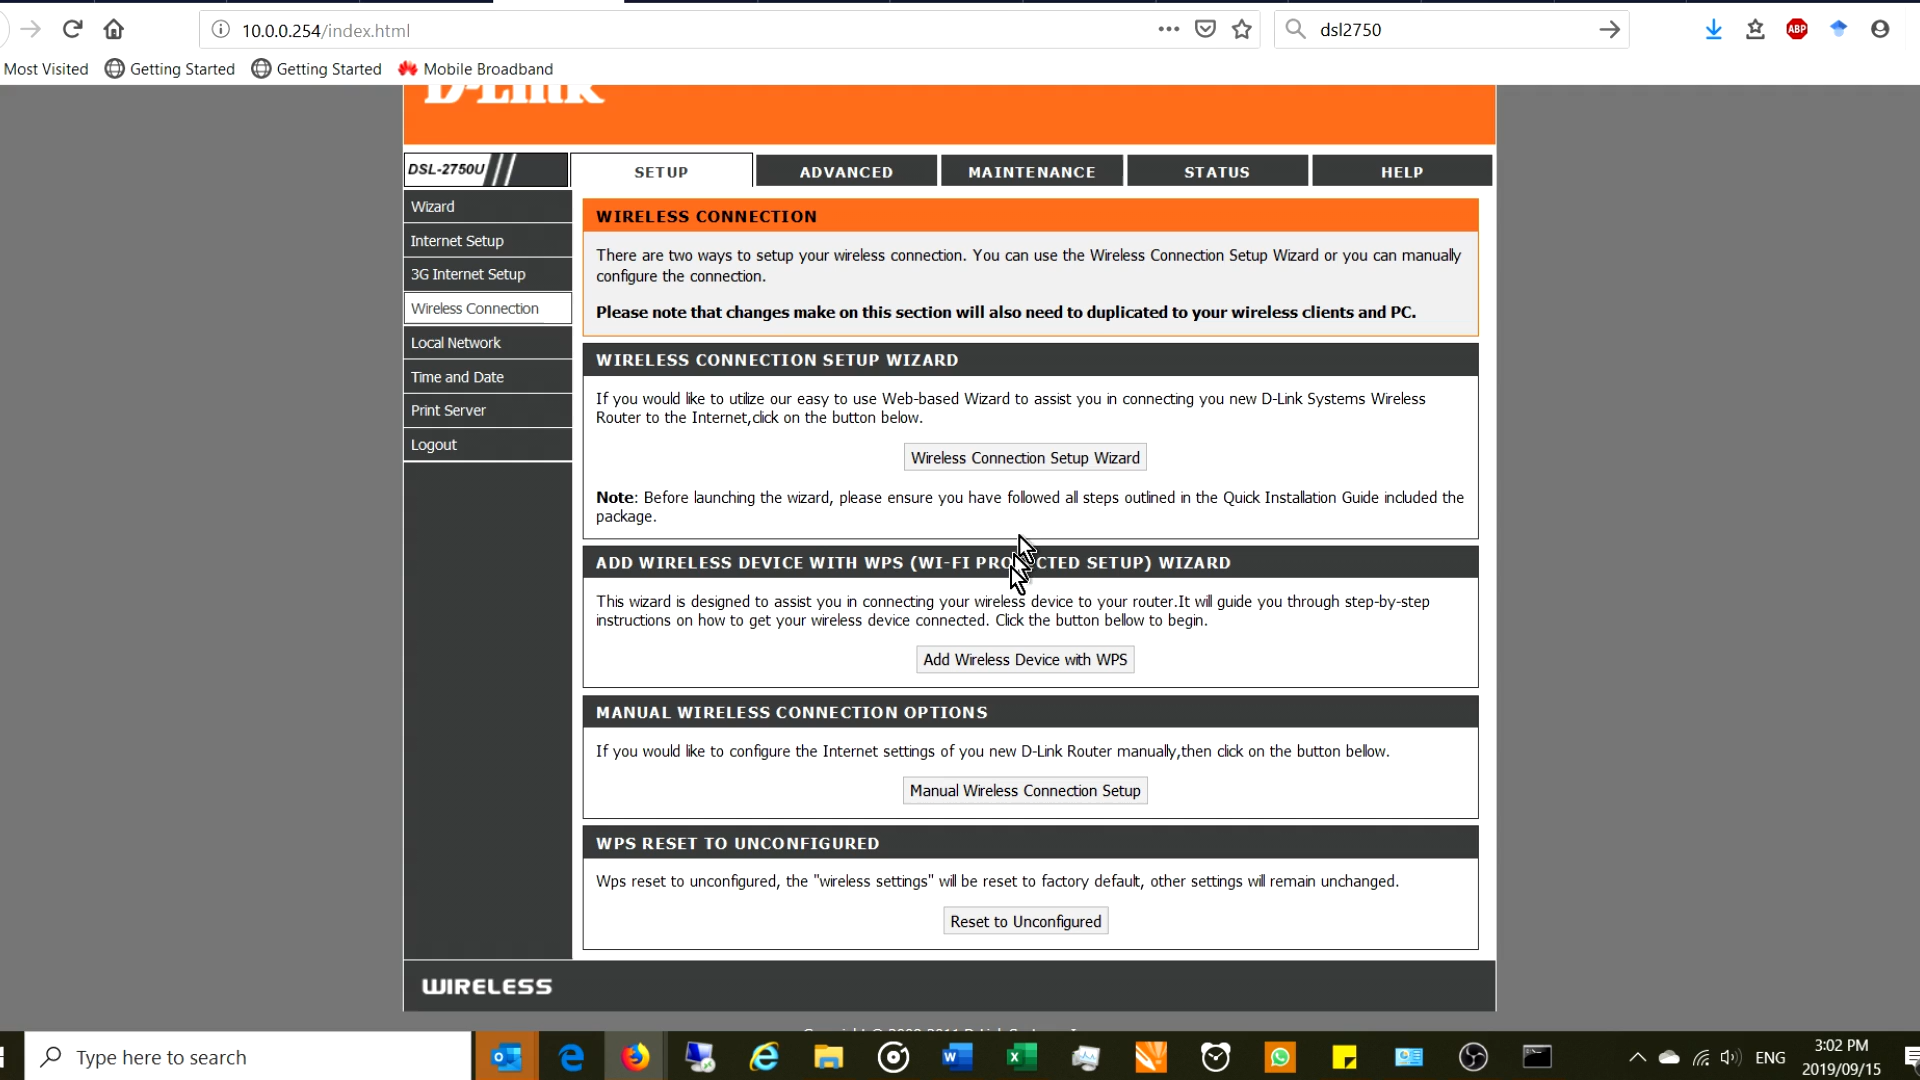 10.0.0.254/index.html
dsl2750
ABP
Most Visited
Getting Started
Getting Started
Mobile Broadband
D-Link
DSL-2750U
SETUP
ADVANCED
MAINTENANCE
STATUS
HELP
Wizard
Internet Setup
3G Internet Setup
Wireless Connection
Local Network
Time and Date
Print Server
Logout
WIRELESS CONNECTION
There are two ways to setup your wireless connection. You can use the Wireless Connection Setup Wizard or you can manually
configure the connection.
Please note that changes make on this section will also need to duplicated to your wireless clients and PC.
WIRELESS CONNECTION SETUP WIZARD
If you would like to utilize our easy to use Web-based Wizard to assist you in connecting you new D-Link Systems Wireless
Router to the Internet,click on the button below.
Wireless Connection Setup Wizard
Note: Before launching the wizard, please ensure you have followed all steps outlined in the Quick Installation Guide included the
package.
ADD WIRELESS DEVICE WITH WPS (WI-FI PROTECTED SETUP) WIZARD
This wizard is designed to assist you in connecting your wireless device to your router.It will guide you through step-by-step
instructions on how to get your wireless device connected. Click the button bellow to begin.
Add Wireless Device with WPS
MANUAL WIRELESS CONNECTION OPTIONS
If you would like to configure the Internet settings of you new D-Link Router manually,then click on the button bellow.
Manual Wireless Connection Setup
WPS RESET TO UNCONFIGURED
Wps reset to unconfigured, the "wireless settings" will be reset to factory default, other settings will remain unchanged.
Reset to Unconfigured
WIRELESS
Type here to search
ENG
3:02 PM
2019/09/15